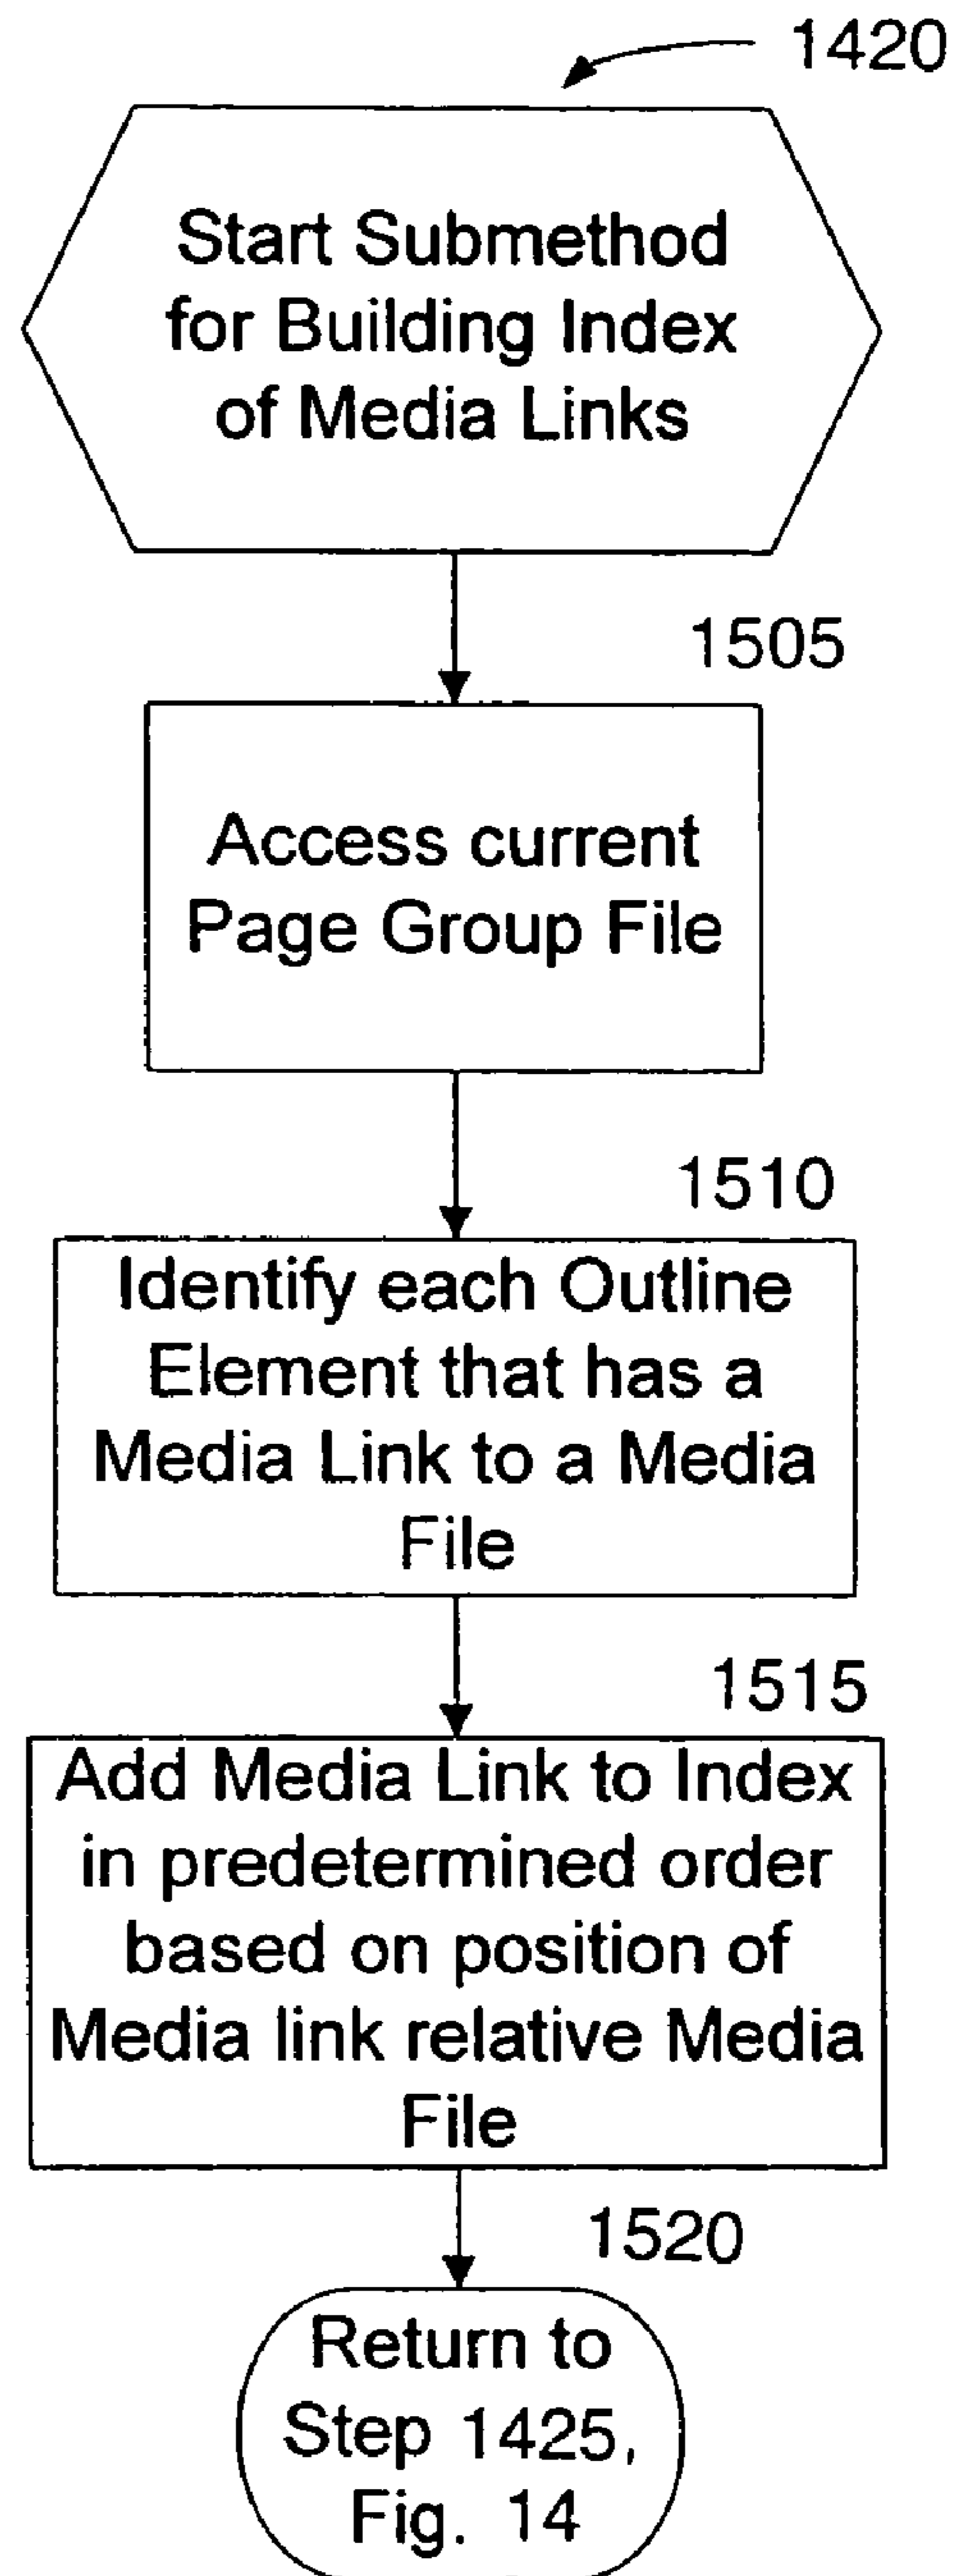 1420
Start Submethod
for Building Index
of Media Links
1505
Access current
Page Group File
1510
Identify each Outline
Element that has a
Media Link to a Media
File
1515
Add Media Link to Index
in predetermined order
based on position of
Media link relative Media
File
1520
Return to
Step 1425,
Fig. 14